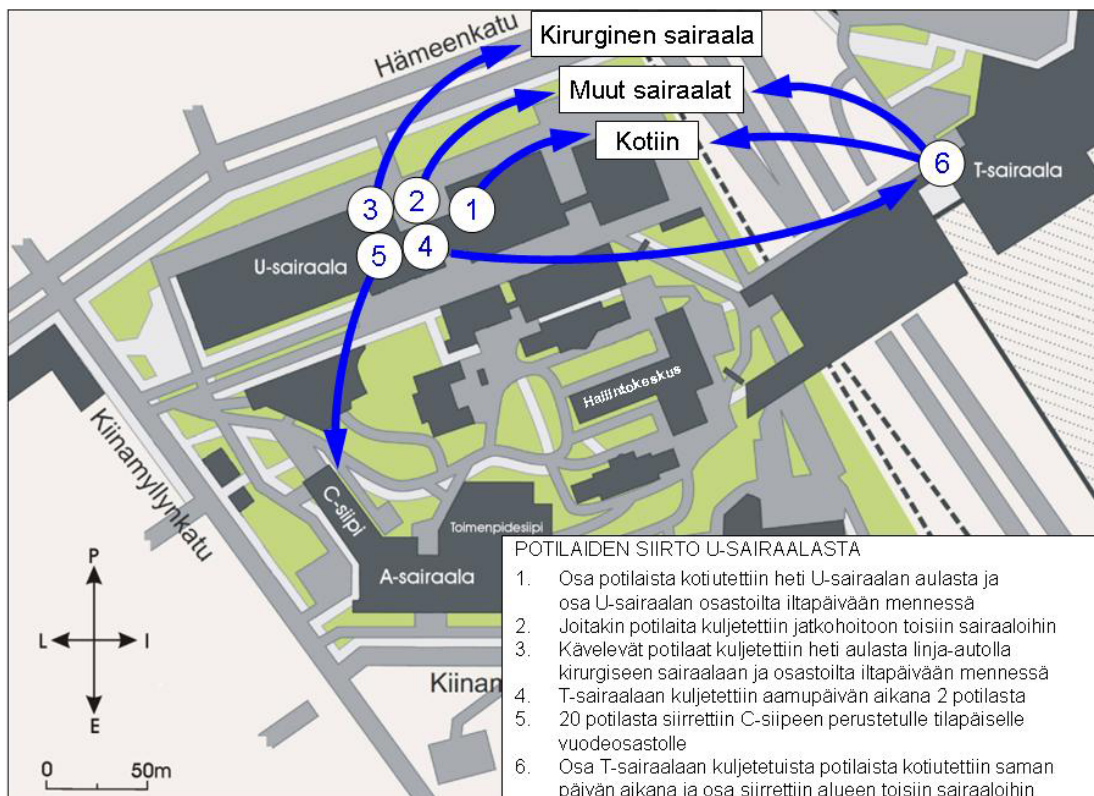 Hämeenkatu
Kirurginen sairaala
Muut sairaalat
Kotiin
6
T-sairaala
3
2
1
5
4
U-sairaala
Hallintokeskus
Kiinamyllynkatu
C-siipi
Toimenpidesiipi
A-sairaala
Kiinam
P
L
I
E
0
50m
POTILAIDEN SIIRTO U-SAIRAALASTA
1. Osa potilaista kotiutettiin heti U-sairaalan aulasta ja
osa U-sairaalan osastoilta iltapäivään mennessä
2. Joitakin potilaita kuljetettiin jatkohoitoon toisiin sairaaloihin
3. Kävelevät potilaat kuljetettiin heti aulasta linja-autolla
kirurgiseen sairaalaan ja osastoilta iltapäivään mennessä
4. T-sairaalaan kuljetettiin aamupäivän aikana 2 potilasta
5. 20 potilasta siirrettiin C-siipeen perustetulle tilapäiselle
vuodeosastolle
6. Osa T-sairaalaan kuljetetuista potilaista kotiutettiin saman
päivän aikana ja osa siirrettiin alueen toisiin sairaaloihin